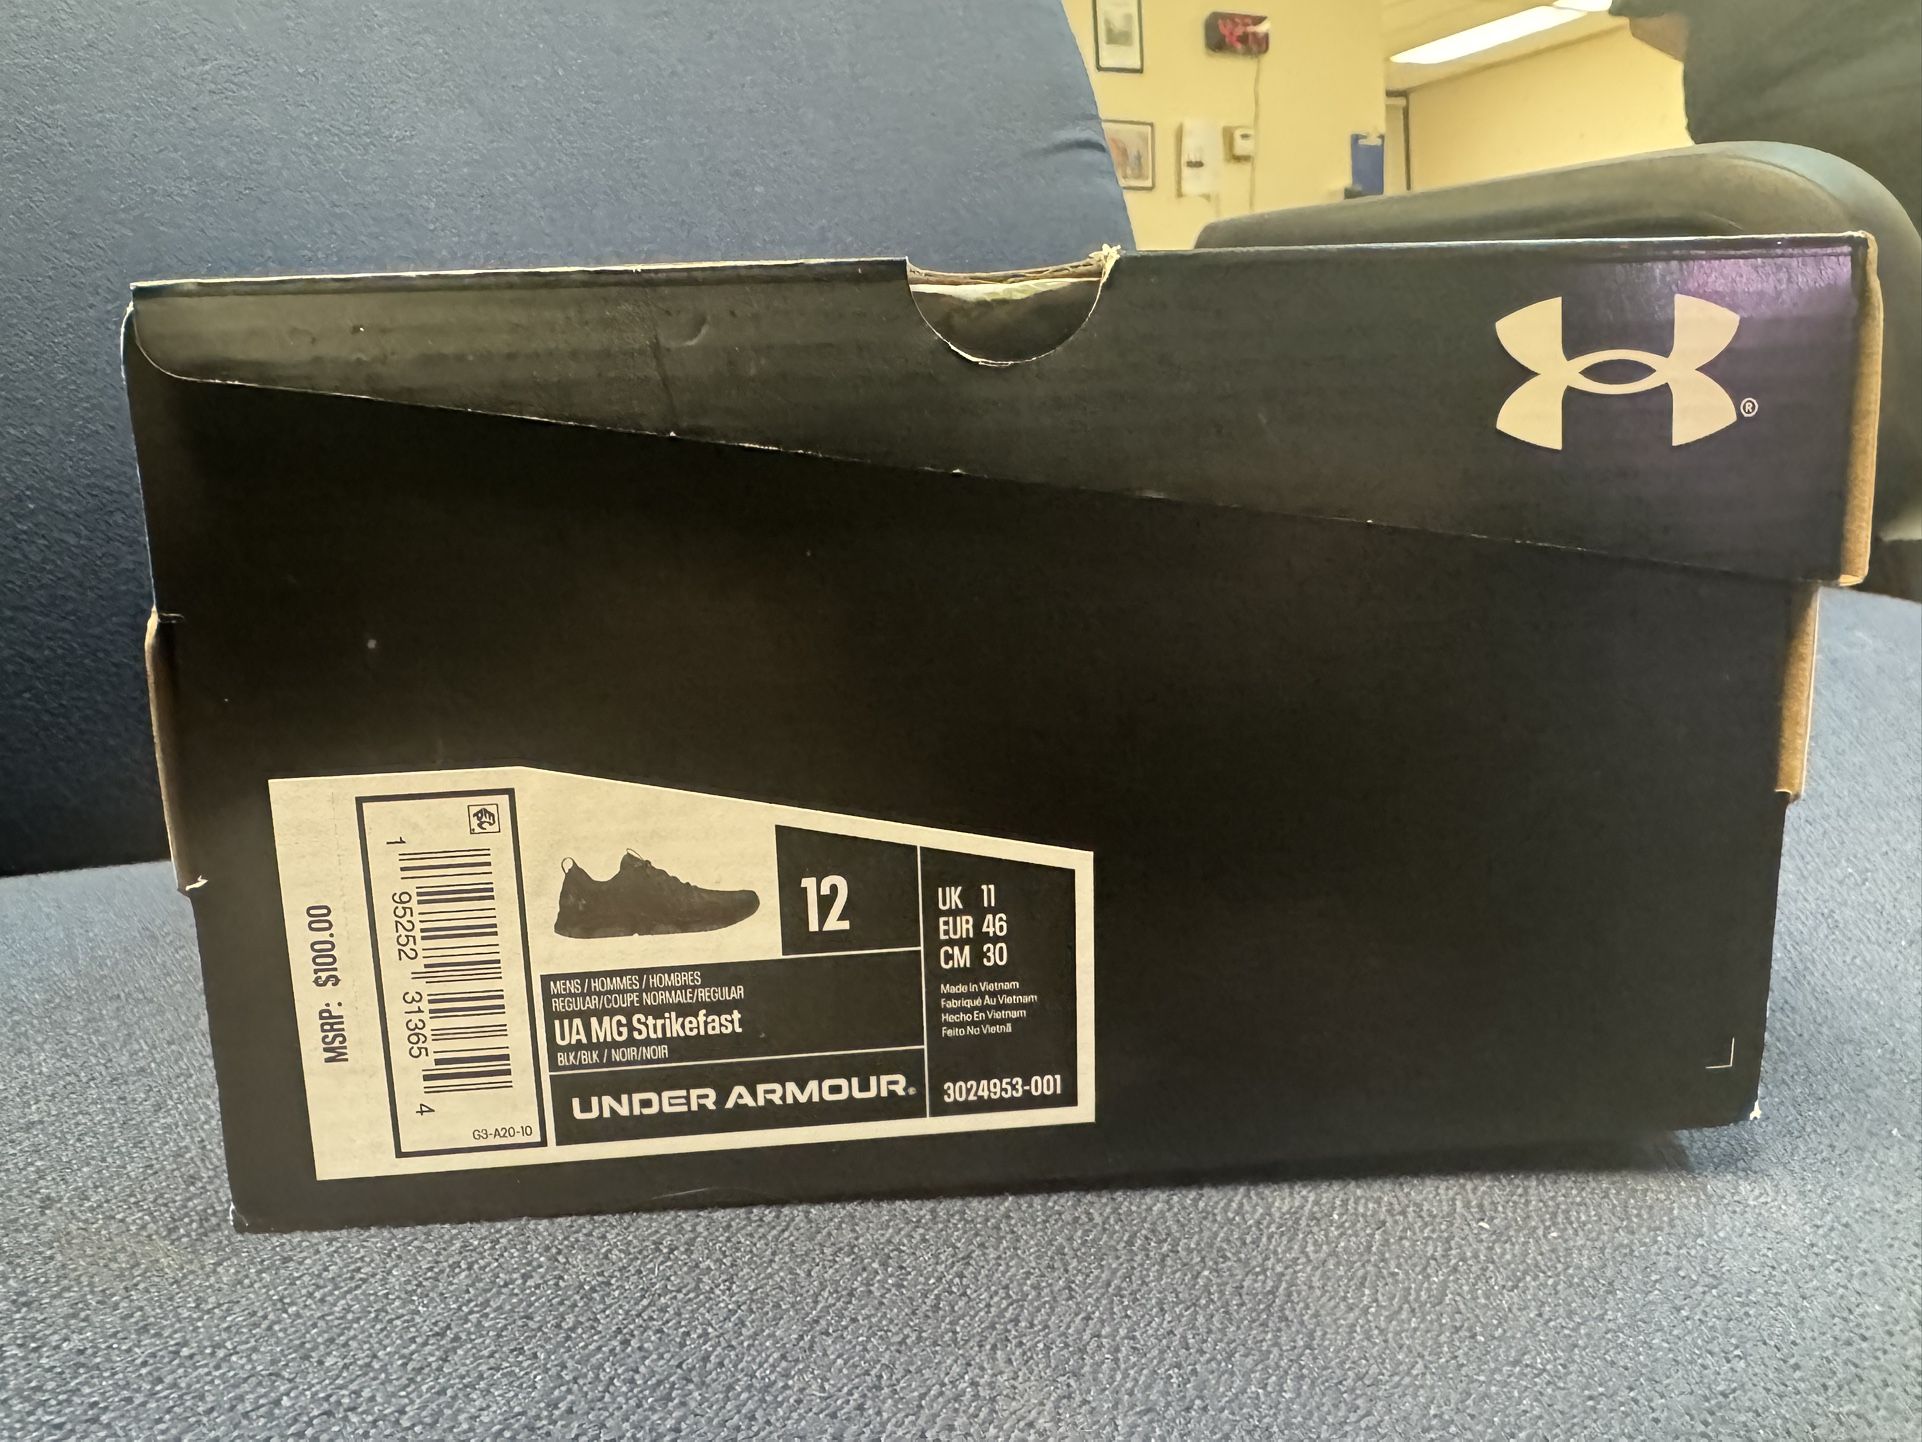 ®
MSRP: $100.00
1 95252 31365 4
G3-A20-10
12
UK 11
EUR 46
CM 30
Made In Vietnam
Fabriqué Au Vietnam
Hecho En Vietnam
Feito No Vietnã
3024953-001
MENS / HOMMES / HOMBRES
REGULAR/COUPE NORMALE/REGULAR
UA MG Strikefast
BLK/BLK / NOIR/NOIR
UNDER ARMOUR®